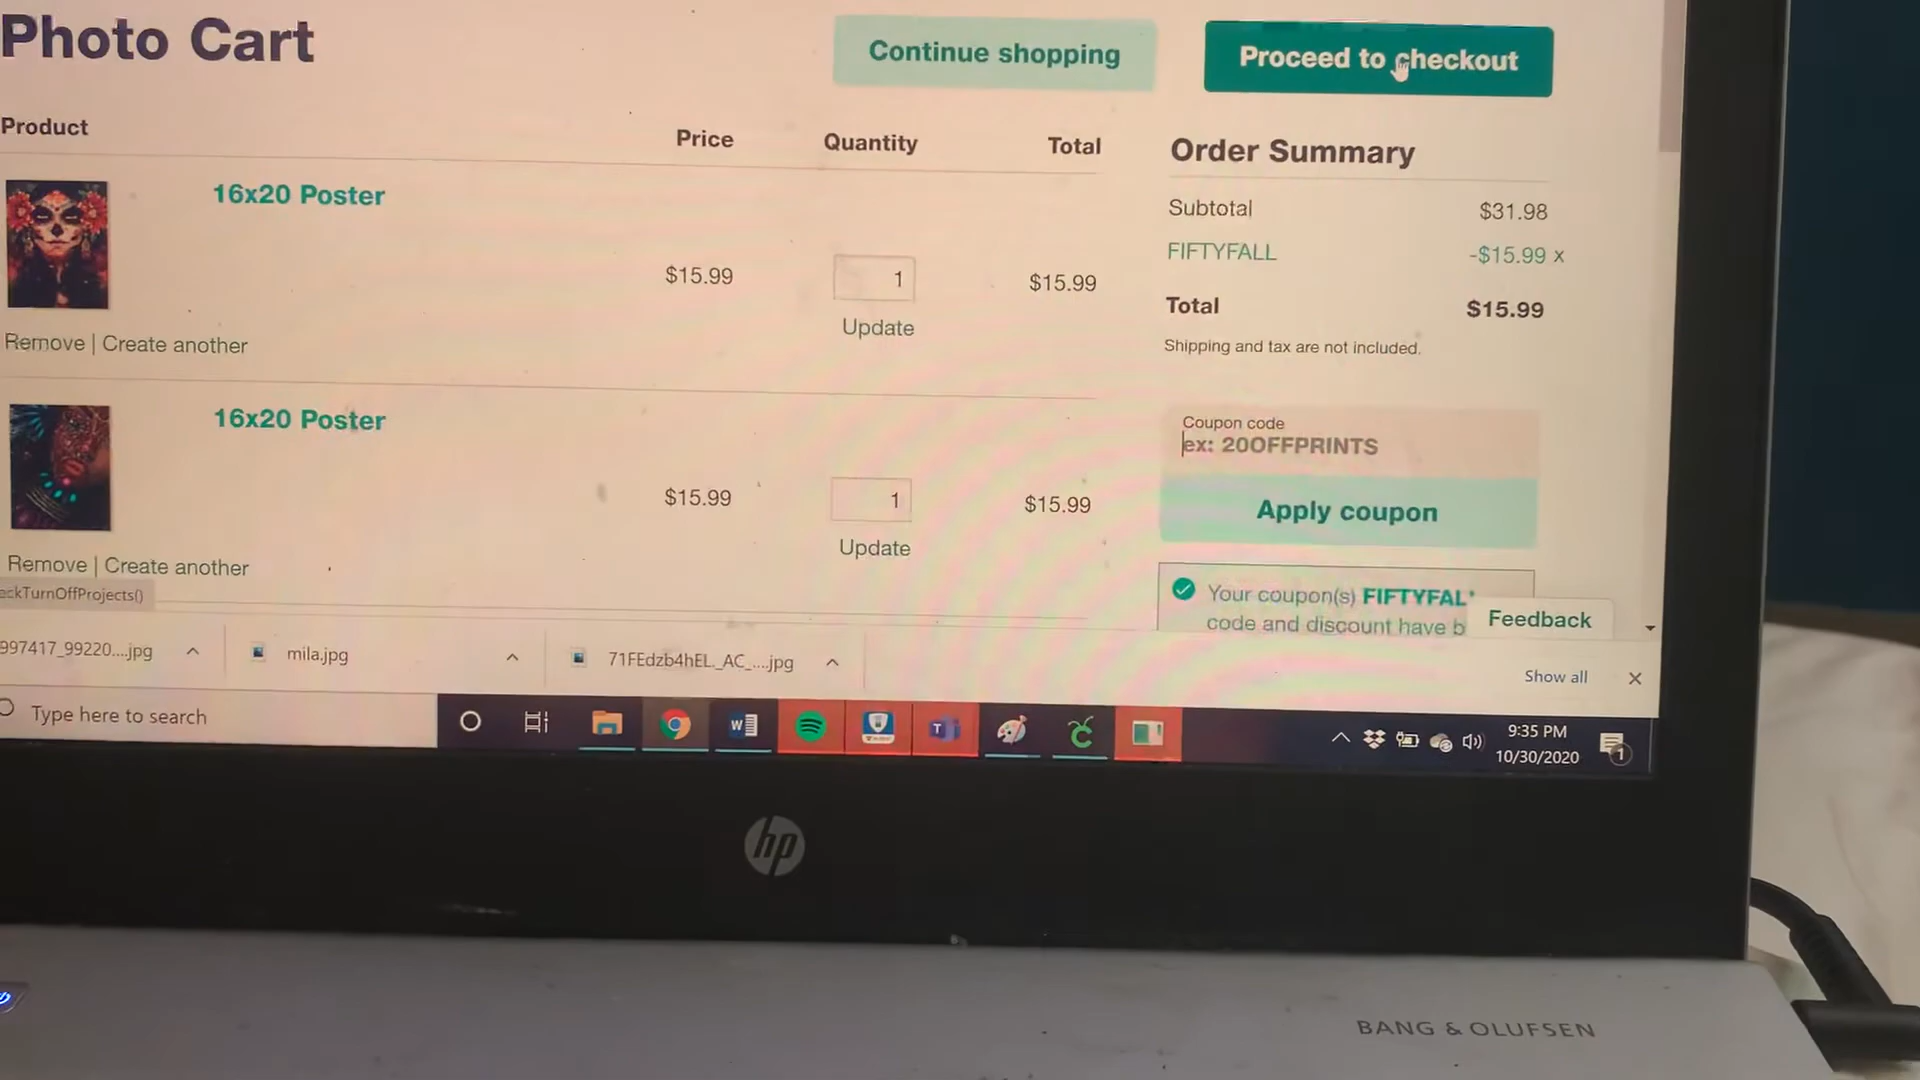 Photo Cart
Continue shopping
Proceed to checkout
Product
Price
Quantity
Total
16x20 Poster
$15.99
1
$15.99
Update
Remove | Create another
16x20 Poster
$15.99
1
$15.99
Update
Remove | Create another
Order Summary
Subtotal
$31.98
FIFTYFALL
-$15.99 x
Total
$15.99
Shipping and tax are not included.
Coupon code
ex: 20OFFPRINTS
Apply coupon
Your coupon(s) FIFTYFAL
code and discount have b
Feedback
eckTurnOffProjects()
997417_99220....jpg
mila.jpg
71FEdzb4hEL._AC_....jpg
Show all
Type here to search
9:35 PM
10/30/2020
1
hp
BANG & OLUFSEN